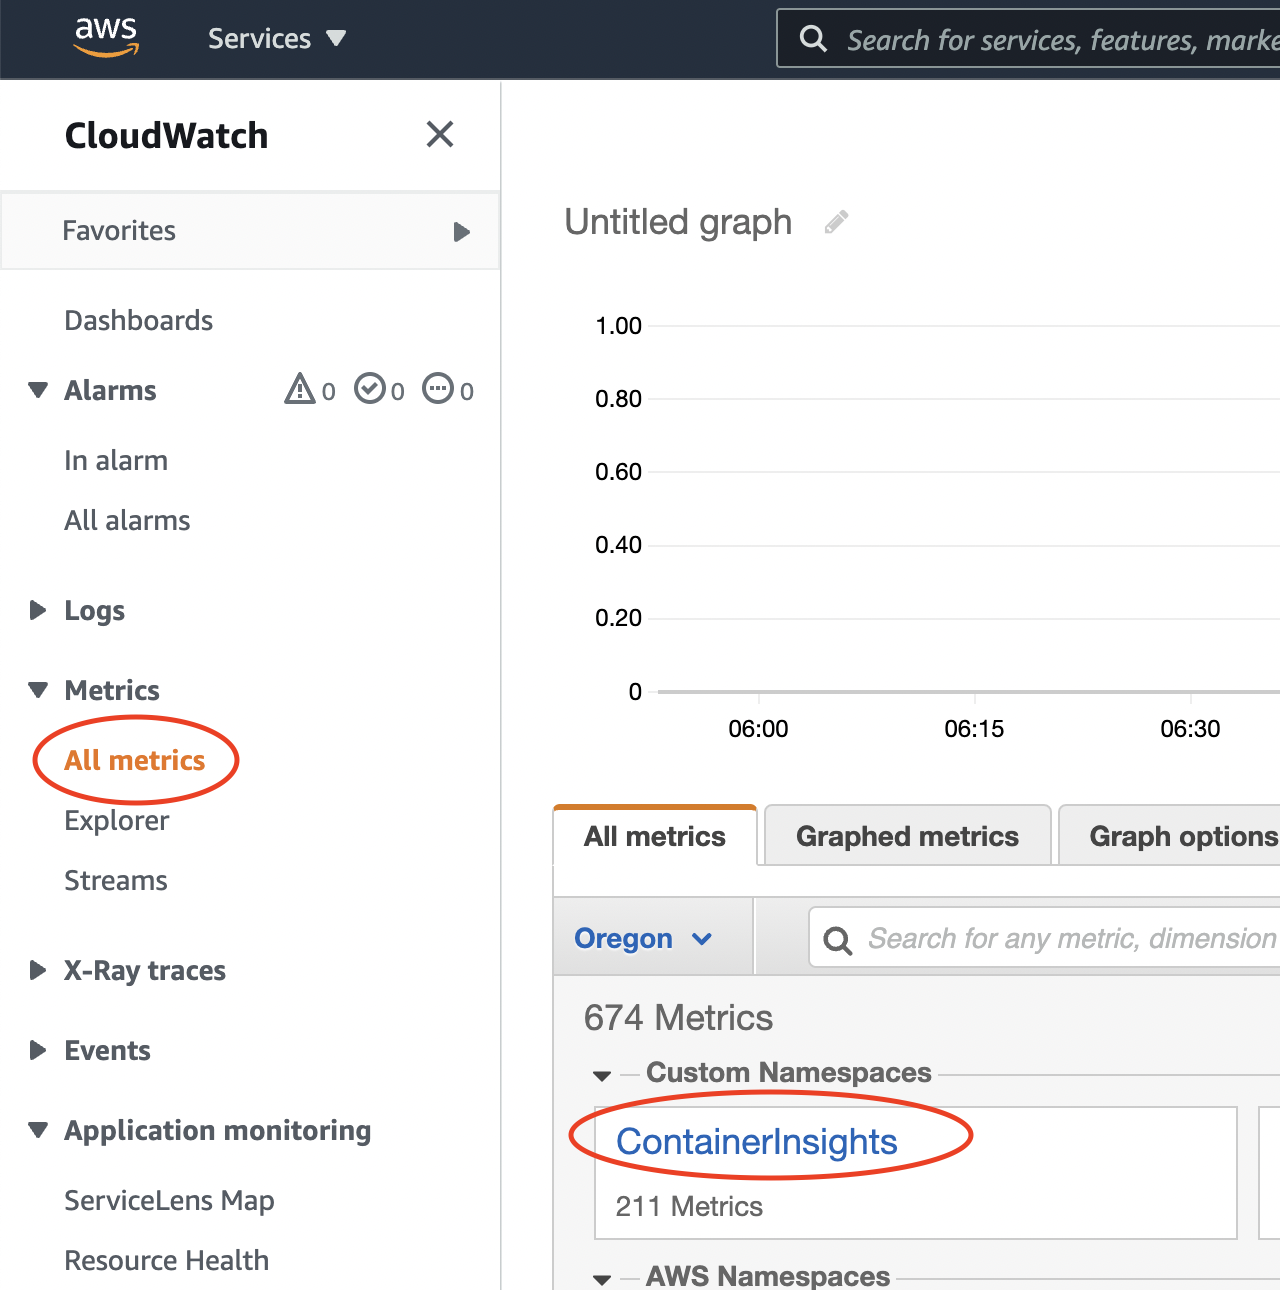 aws
Services
Search for services, features, marke
CloudWatch
Favorites
Dashboards
Alarms 0 0 0
In alarm
All alarms
Logs
Metrics
All metrics
Explorer
Streams
X-Ray traces
Events
Application monitoring
ServiceLens Map
Resource Health
Untitled graph
1.00
0.80
0.60
0.40
0.20
0
06:00 06:15 06:30
All metrics Graphed metrics Graph options
Oregon
Search for any metric, dimension
674 Metrics
Custom Namespaces
ContainerInsights
211 Metrics
AWS Namespaces